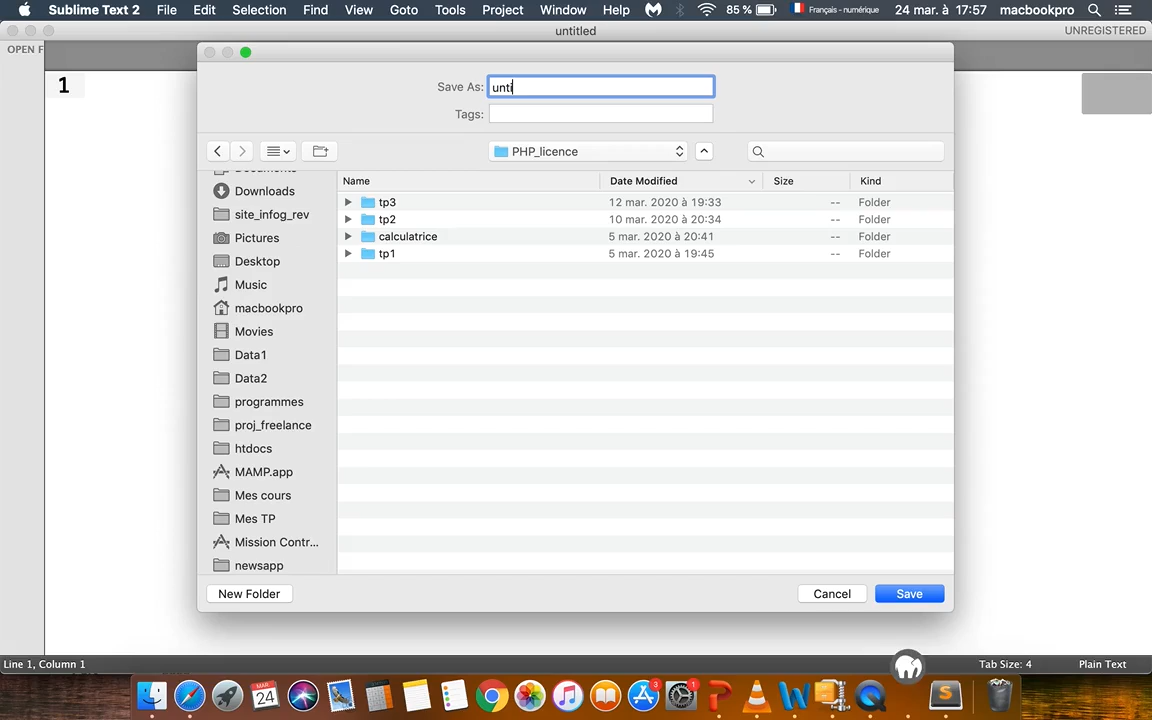 Sublime Text 2 File Edit Selection Find View Goto Tools Project Window Help 85 % Français - numérique 24 mar. à 17:57 macbookpro
untitled UNREGISTERED
OPEN F
1
Save As: unti
Tags:
PHP_licence
Name Date Modified Size Kind
Documents
Downloads
site_infog_rev
Pictures
Desktop
Music
macbookpro
Movies
Data1
Data2
programmes
proj_freelance
htdocs
MAMP.app
Mes cours
Mes TP
Mission Contr...
newsapp
tp3 12 mar. 2020 à 19:33 -- Folder
tp2 10 mar. 2020 à 20:34 -- Folder
calculatrice 5 mar. 2020 à 20:41 -- Folder
tp1 5 mar. 2020 à 19:45 -- Folder
New Folder Cancel Save
Line 1, Column 1 Tab Size: 4 Plain Text
MAR
24
3
1